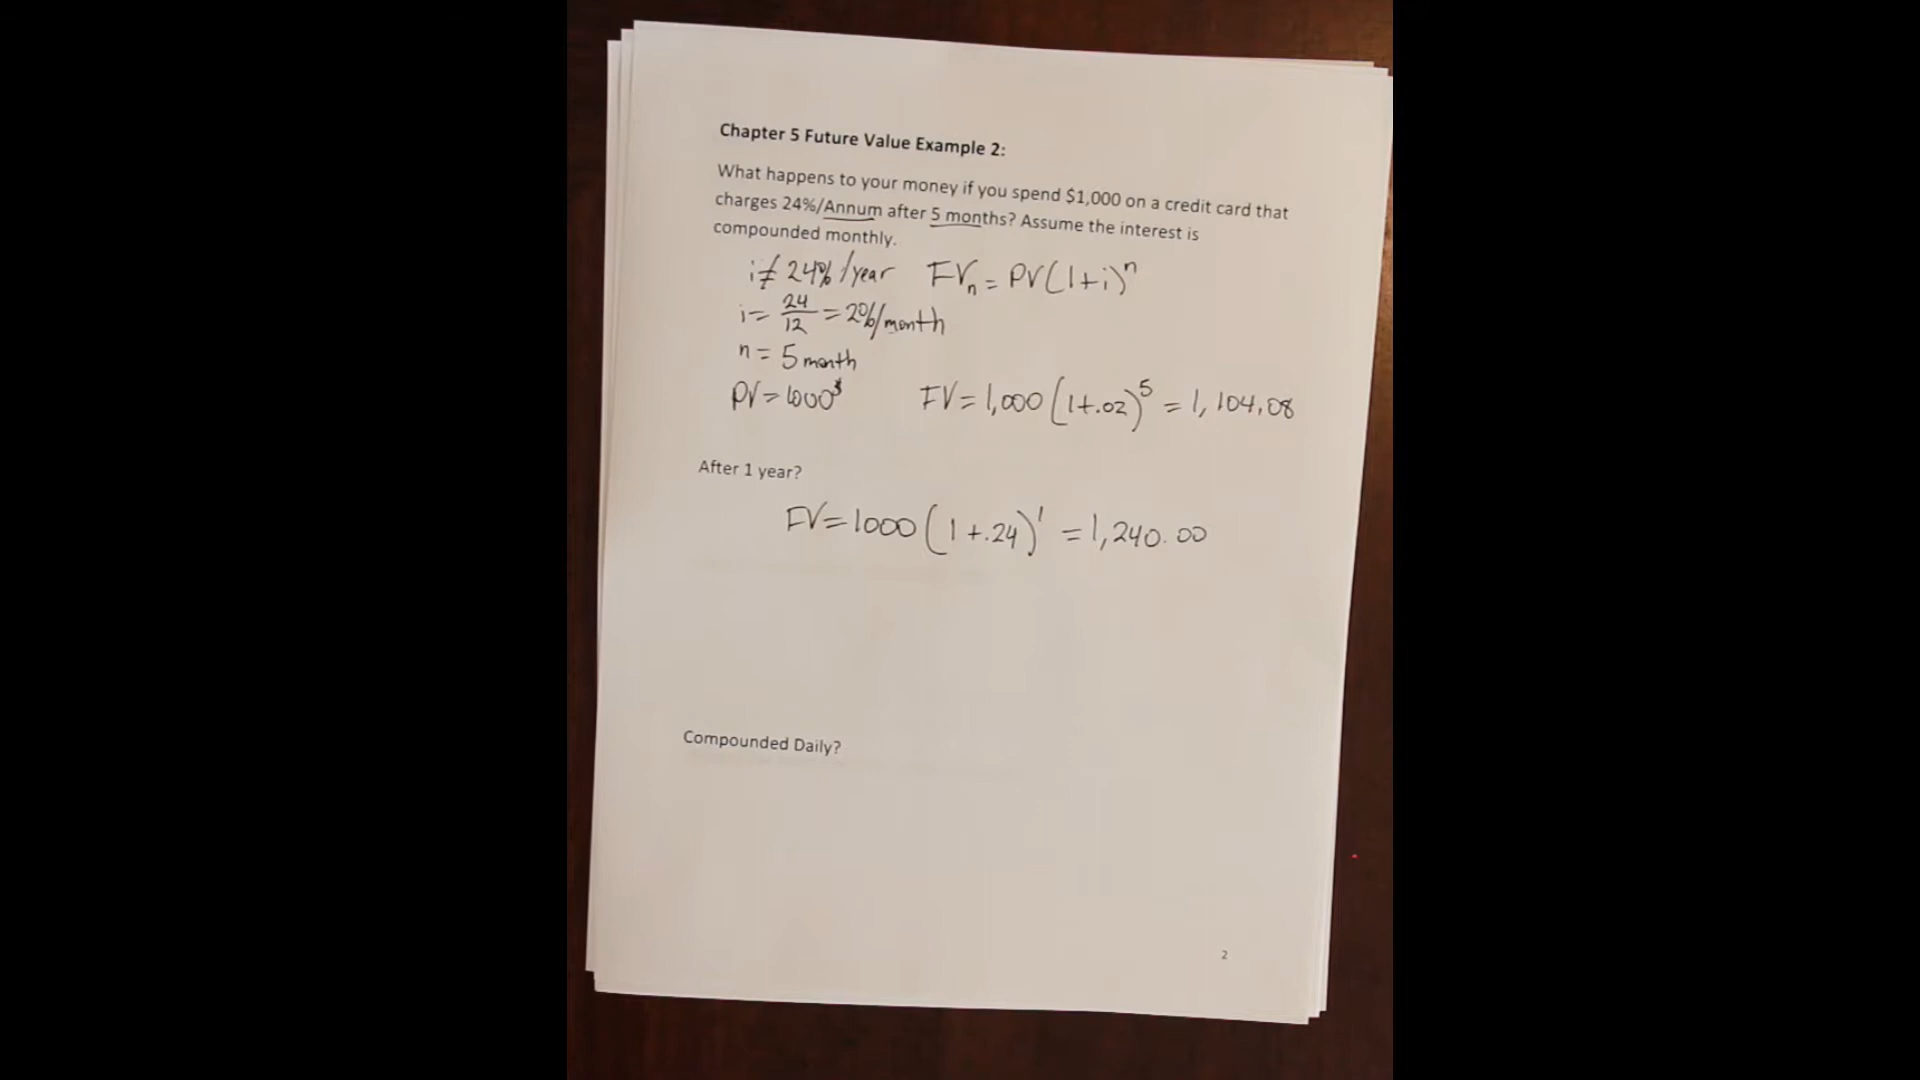 Chapter 5 Future Value Example 2:
What happens to your money if you spend $1,000 on a credit card that
charges 24%/Annum after 5 months? Assume the interest is
compounded monthly.
i ≠ 24% /year FVn = PV(1+i)^n
i = 24/12 = 2%/month
n = 5 month
PV = 1000$ FV = 1,000 (1+.02)^5 = 1,104.08
After 1 year?
FV = 1000 (1+.24)^1 = 1,240.00
Compounded Daily?
2